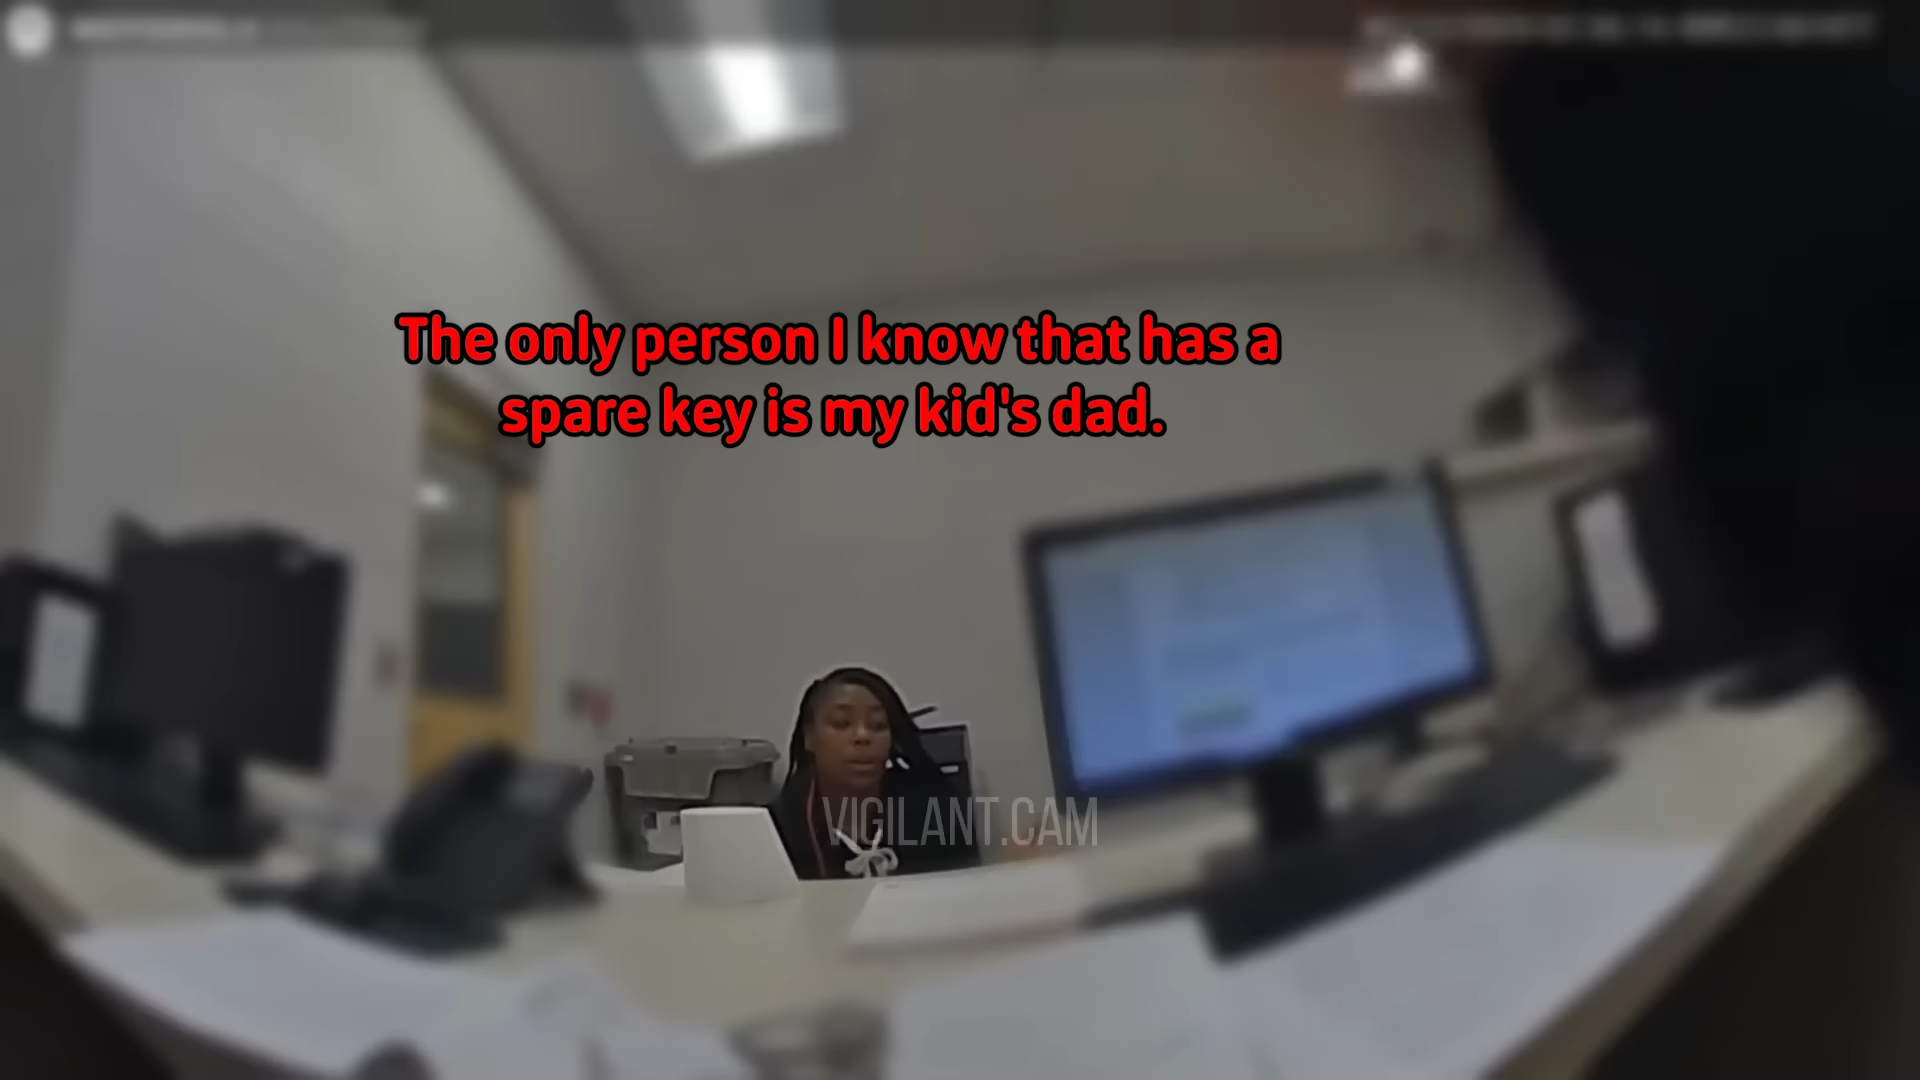 The only person I know that has a
spare key is my kid's dad.
VIGILANT.CAM